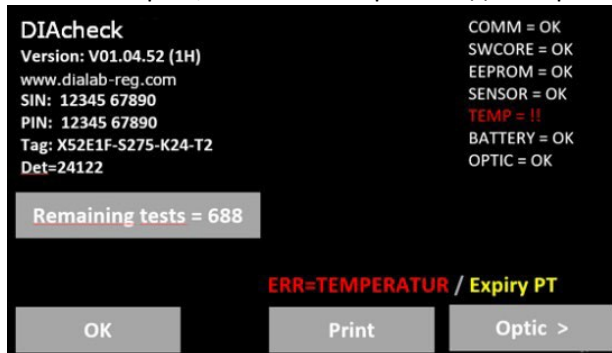 DIAcheck
Version: V01.04.52 (1H)
www.dialab-reg.com
SIN: 12345 67890
PIN: 12345 67890
Tag: X52E1F-S275-K24-T2
Det=24122
Remaining tests = 688
COMM = OK
SWCORE = OK
EEPROM = OK
SENSOR = OK
TEMP = !!
BATTERY = OK
OPTIC = OK
ERR=TEMPERATUR / Expiry PT
OK
Print
Optic >